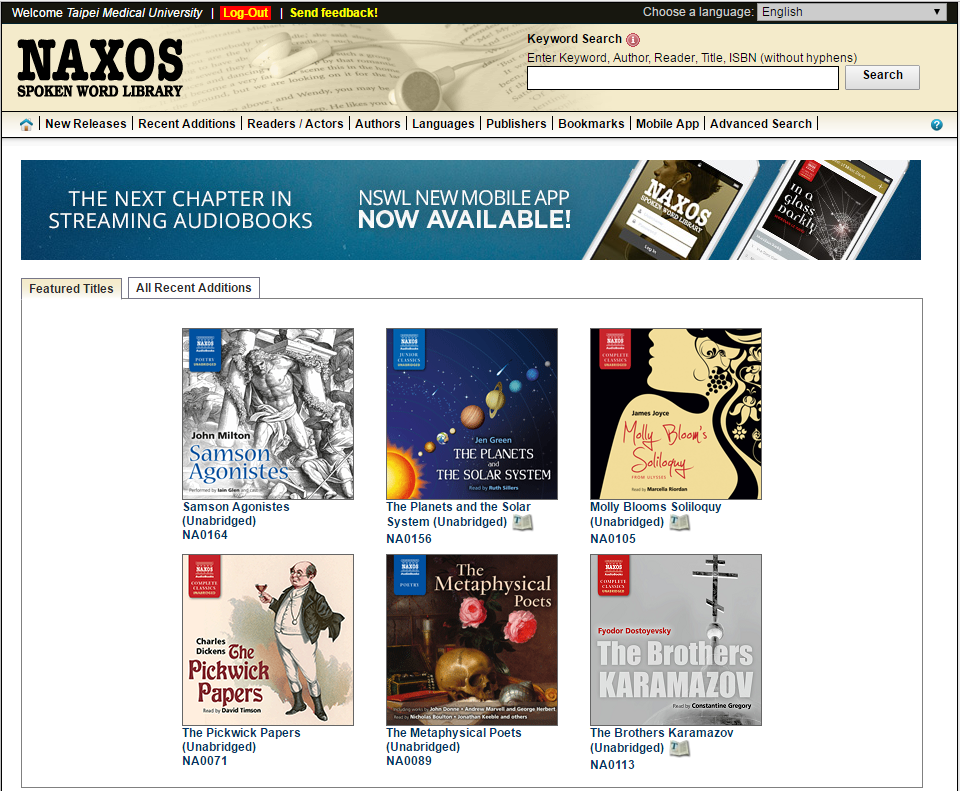 Welcome Taipei Medical University | Log-Out | Send feedback!
Choose a language: English
NAXOS
SPOKEN WORD LIBRARY
Keyword Search
Enter Keyword, Author, Reader, Title, ISBN (without hyphens)
Search
New Releases | Recent Additions | Readers / Actors | Authors | Languages | Publishers | Bookmarks | Mobile App | Advanced Search |
THE NEXT CHAPTER IN
STREAMING AUDIOBOOKS
NSWL NEW MOBILE APP
NOW AVAILABLE!
NAXOS
SPOKEN WORD LIBRARY
Log In
In a
Glass
Darkly
Featured Titles
All Recent Additions
NAXOS
AudioBooks
POETRY
UNABRIDGED
John Milton
Samson
Agonistes
Performed by Iain Glen and cast
Samson Agonistes
(Unabridged)
NA0164
NAXOS
AudioBooks
JUNIOR
CLASSICS
UNABRIDGED
Jen Green
THE PLANETS
and
THE SOLAR SYSTEM
Read by Ruth Sillers
The Planets and the Solar
System (Unabridged)
NA0156
NAXOS
AudioBooks
COMPLETE
CLASSICS
UNABRIDGED
James Joyce
Molly Bloom's
Soliloquy
FROM ULYSSES
Read by Marcella Riordan
Molly Blooms Soliloquy
(Unabridged)
NA0105
NAXOS
AudioBooks
COMPLETE
CLASSICS
UNABRIDGED
Charles
Dickens
The
Pickwick
Papers
Read by David Timson
The Pickwick Papers
(Unabridged)
NA0071
NAXOS
AudioBooks
POETRY
The
Metaphysical
Poets
Including works by John Donne • Andrew Marvell and George Herbert
Read by Nicholas Boulton • Jonathan Keeble and others
The Metaphysical Poets
(Unabridged)
NA0089
NAXOS
AudioBooks
COMPLETE
CLASSICS
UNABRIDGED
Fyodor Dostoyevsky
The Brothers
KARAMAZOV
Read by Constantine Gregory
The Brothers Karamazov
(Unabridged)
NA0113